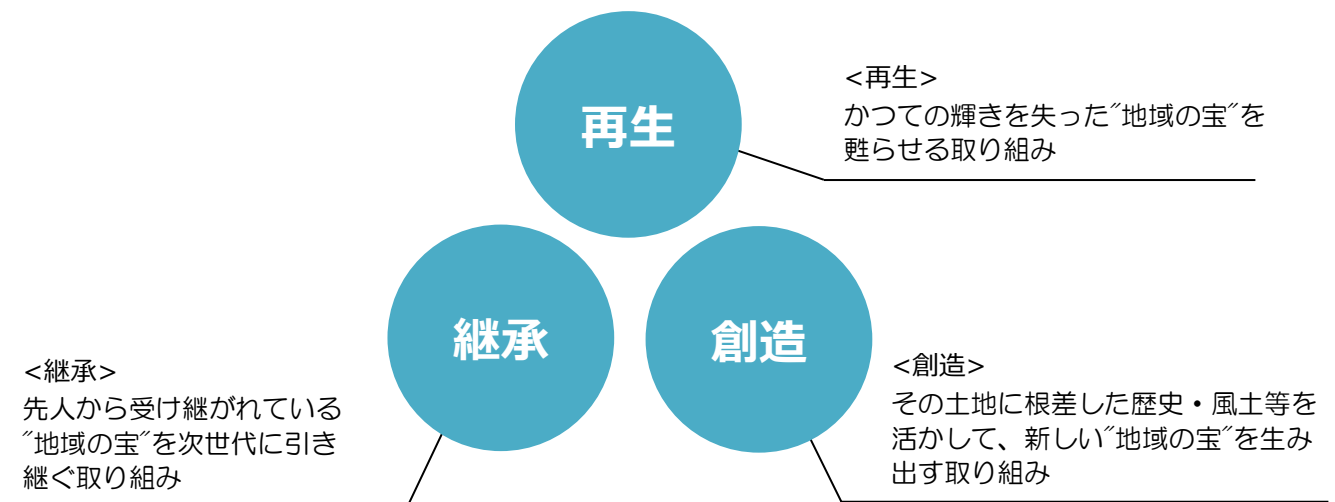 再生
<再生>
かつての輝きを失った〝地域の宝〟を
甦らせる取り組み
継承
創造
<継承>
先人から受け継がれている
〝地域の宝〟を次世代に引き
継ぐ取り組み
<創造>
その土地に根差した歴史・風土等を
活かして、新しい〝地域の宝〟を生み
出す取り組み